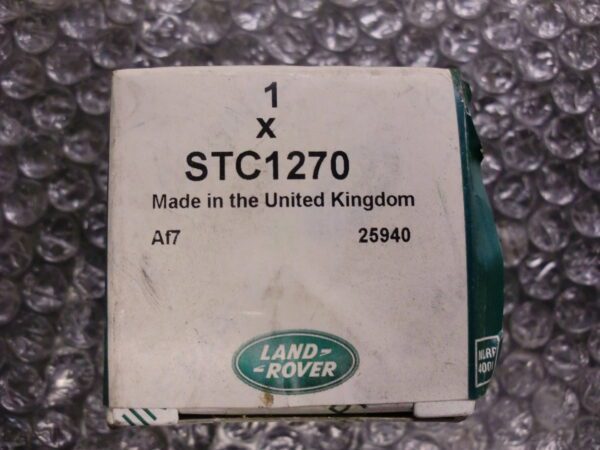 1
x
STC1270
Made in the United Kingdom
Af7 25940
LAND-
-ROVER